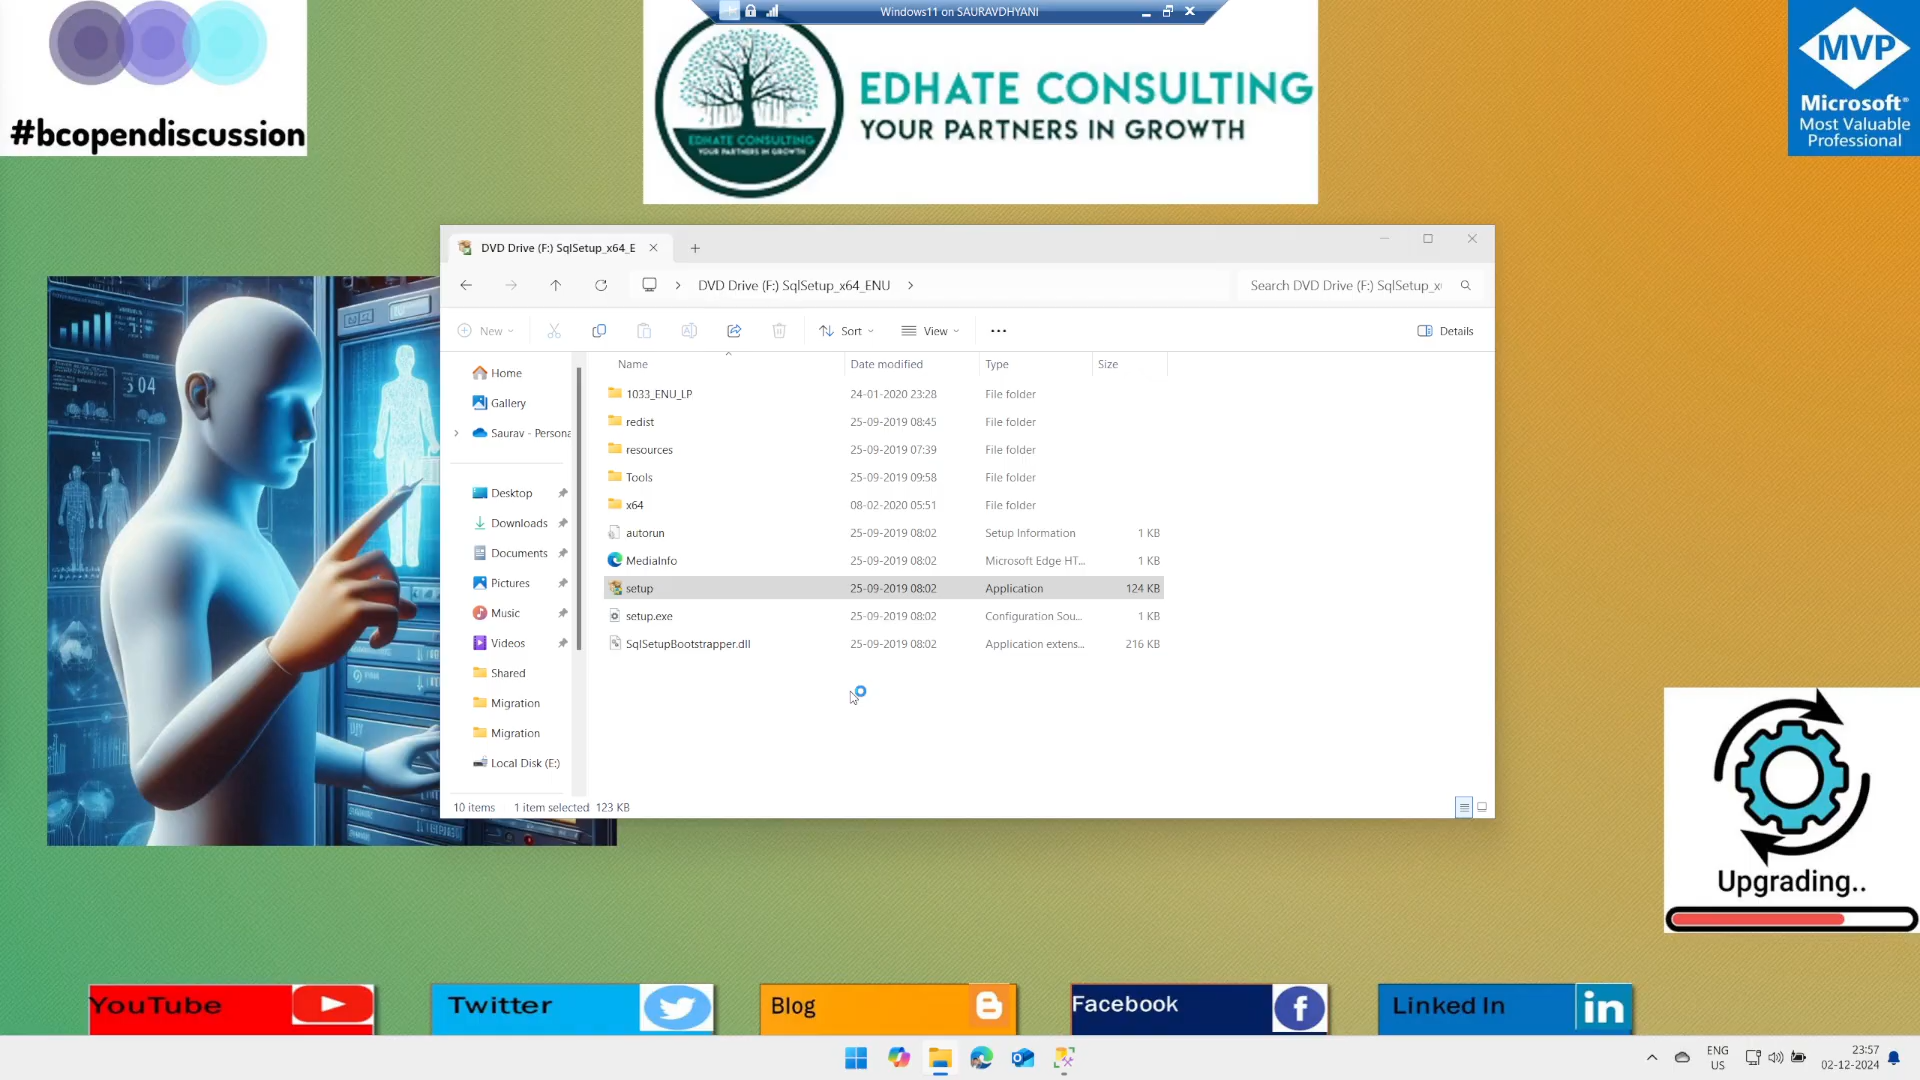 Windows11 on SAURAVDHYANI
#bcopendiscussion
EDHATE CONSULTING
YOUR PARTNERS IN GROWTH
EDHATE CONSULTING
YOUR PARTNERS IN GROWTH
MVP
Microsoft®
Most Valuable
Professional
DVD Drive (F:) SqlSetup_x64_E
DVD Drive (F:) SqlSetup_x64_ENU
Search DVD Drive (F:) SqlSetup_x
New
Sort
View
Details
Name Date modified Type Size
Home
Gallery
Saurav - Persona
Desktop
Downloads
Documents
Pictures
Music
Videos
Shared
Migration
Migration
Local Disk (E:)
1033_ENU_LP 24-01-2020 23:28 File folder
redist 25-09-2019 08:45 File folder
resources 25-09-2019 07:39 File folder
Tools 25-09-2019 09:58 File folder
x64 08-02-2020 05:51 File folder
autorun 25-09-2019 08:02 Setup Information 1 KB
MediaInfo 25-09-2019 08:02 Microsoft Edge HT... 1 KB
setup 25-09-2019 08:02 Application 124 KB
setup.exe 25-09-2019 08:02 Configuration Sou... 1 KB
SqlSetupBootstrapper.dll 25-09-2019 08:02 Application extens... 216 KB
10 items 1 item selected 123 KB
Upgrading..
YouTube
Twitter
Blog
Facebook
Linked In
in
ENG
US
23:57
02-12-2024